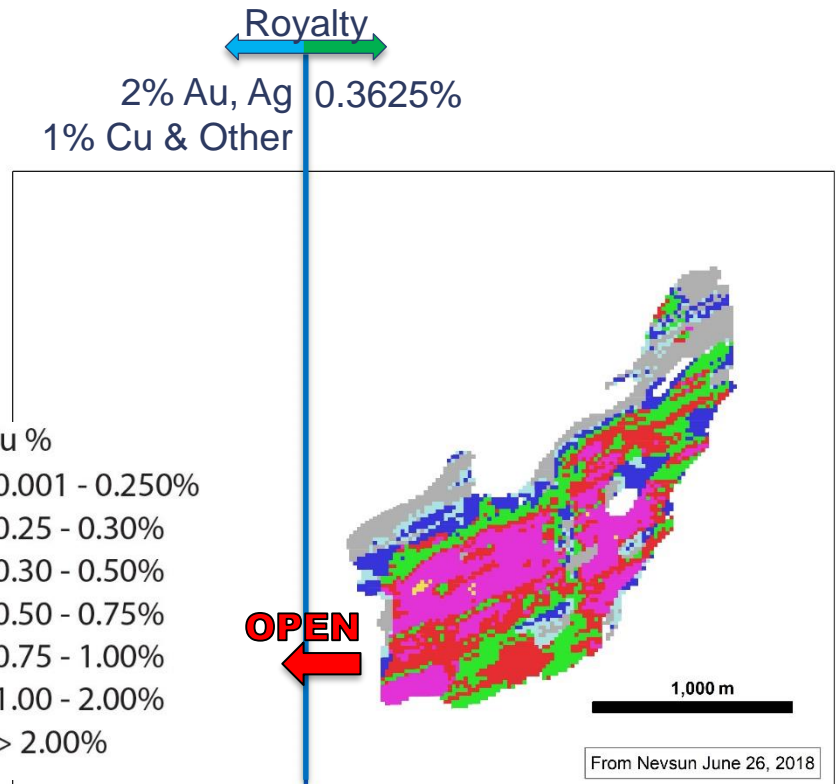 Royalty
2% Au, Ag 0.3625%
1% Cu & Other
u %
0.001 - 0.250%
0.25 - 0.30%
0.30 - 0.50%
0.50 - 0.75%
0.75 - 1.00%
1.00 - 2.00%
> 2.00%
OPEN
1,000 m
From Nevsun June 26, 2018